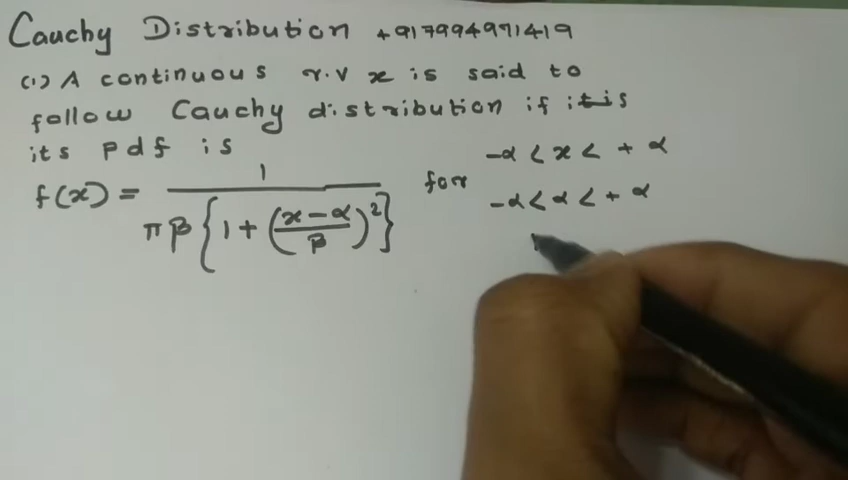 Cauchy Distribution +917994971419
(1) A continuous r.v x is said to
follow Cauchy distribution if it is
its pdf is
f(x) = 1 / πβ { 1 + ( (x - α) / β )² } for -α < x < + α
-α < α < + α